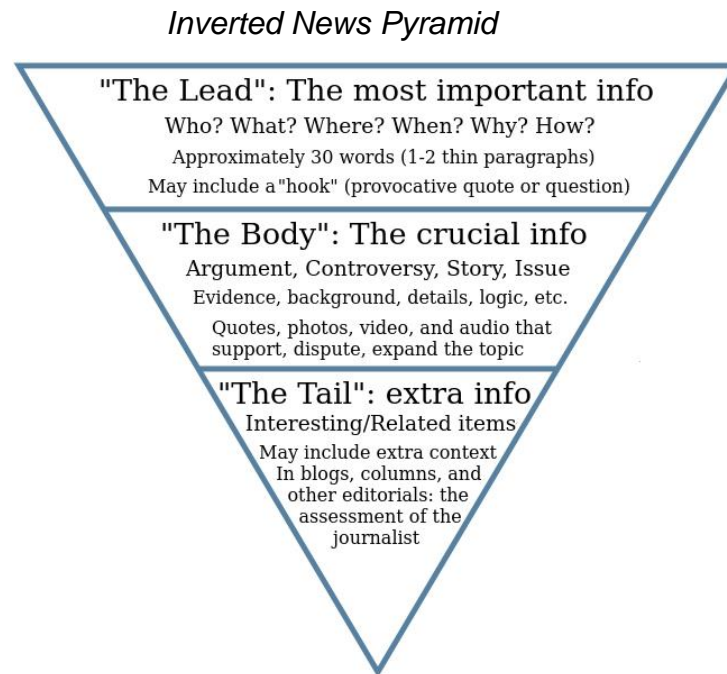 Inverted News Pyramid
"The Lead": The most important info
Who? What? Where? When? Why? How?
Approximately 30 words (1-2 thin paragraphs)
May include a "hook" (provocative quote or question)
"The Body": The crucial info
Argument, Controversy, Story, Issue
Evidence, background, details, logic, etc.
Quotes, photos, video, and audio that
support, dispute, expand the topic
"The Tail": extra info
Interesting/Related items
May include extra context
In blogs, columns, and
other editorials: the
assessment of the
journalist